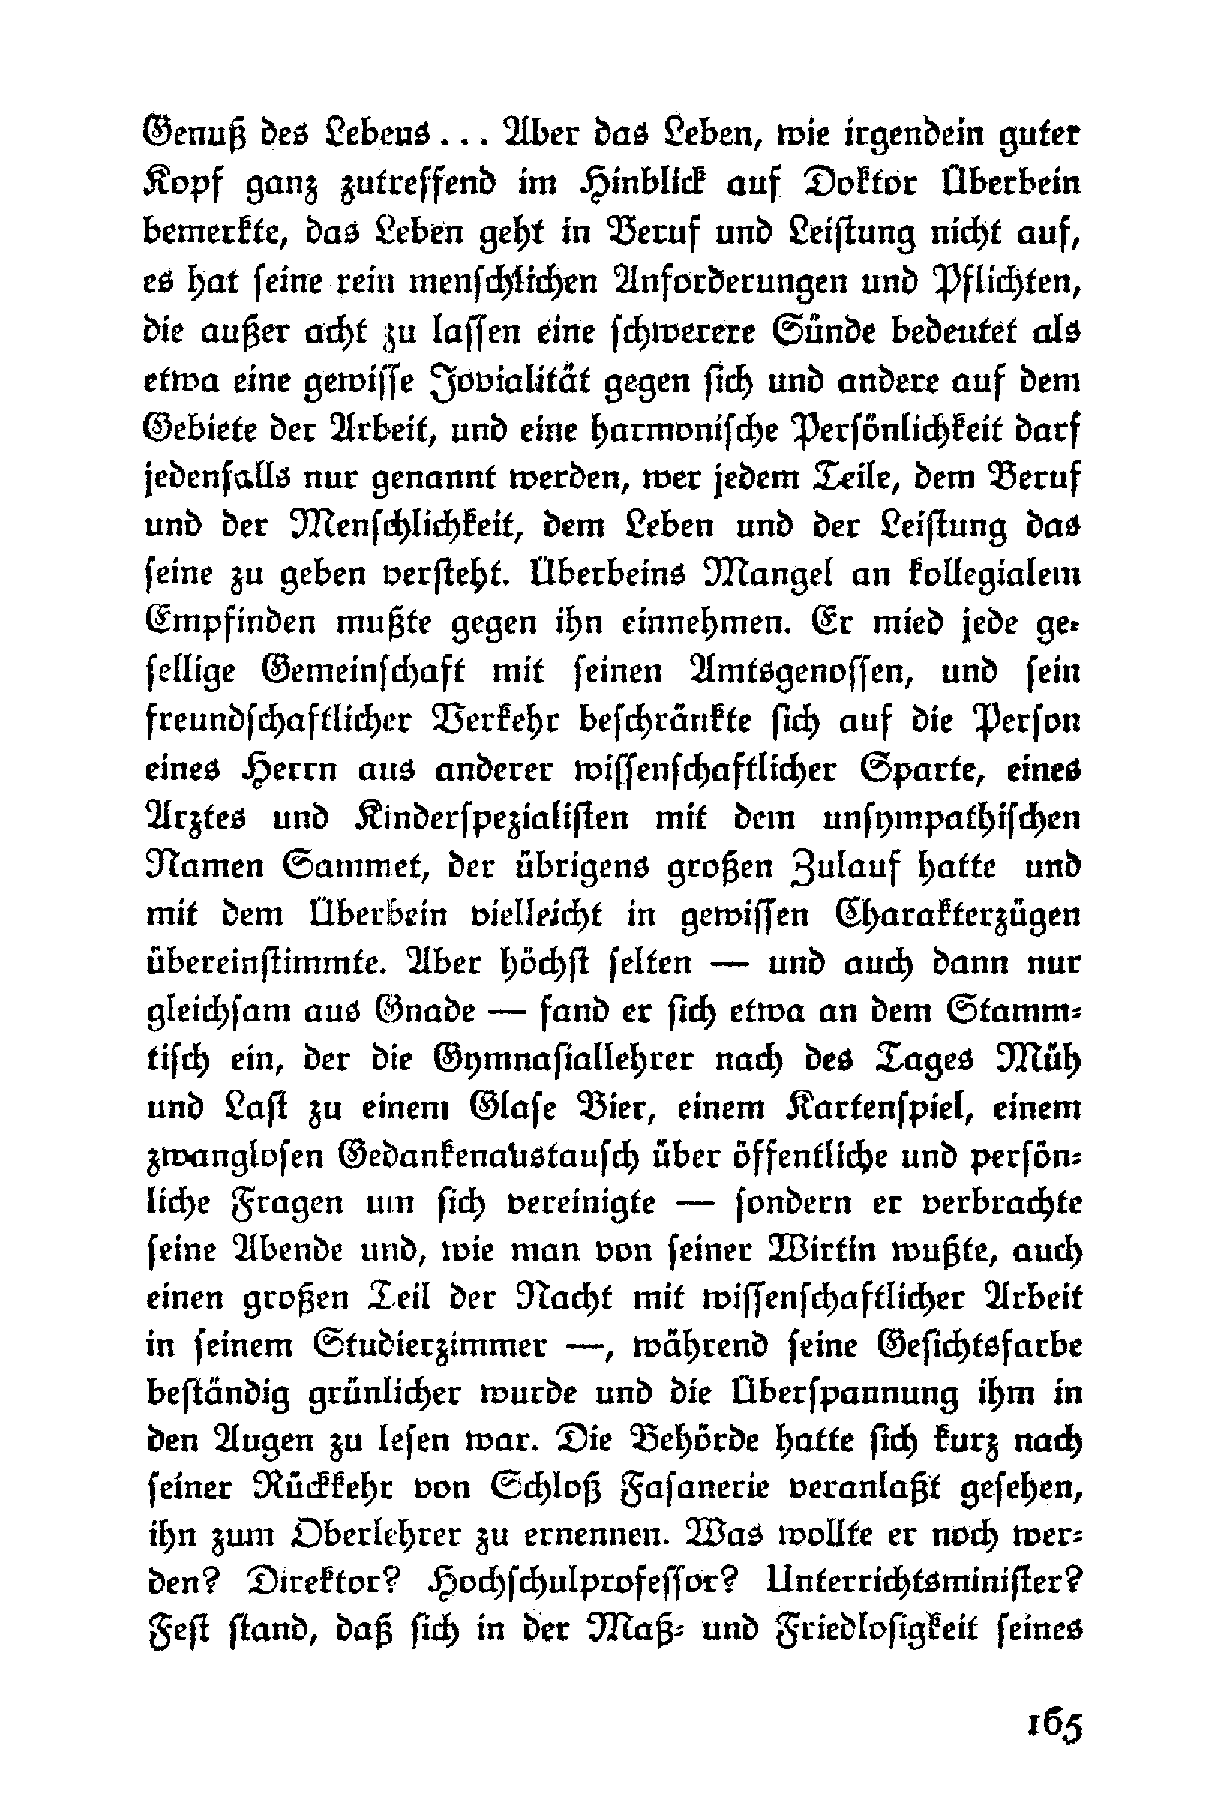 Genuß des Lebens... Aber das Leben, wie irgendein guter
Kopf ganz zutreffend im Hinblick auf Doktor Überbein
bemerkte, das Leben geht in Beruf und Leistung nicht auf,
es hat seine rein menschlichen Anforderungen und Pflichten,
die außer acht zu lassen eine schwerere Sünde bedeutet als
etwa eine gewisse Jovialität gegen sich und andere auf dem
Gebiete der Arbeit, und eine harmonische Persönlichkeit darf
jedenfalls nur genannt werden, wer jedem Teile, dem Beruf
und der Menschlichkeit, dem Leben und der Leistung das
seine zu geben versteht. Überbeins Mangel an kollegialem
Empfinden mußte gegen ihn einnehmen. Er mied jede ge-
sellige Gemeinschaft mit seinen Amtsgenossen, und sein
freundschaftlicher Verkehr beschränkte sich auf die Person
eines Herrn aus anderer wissenschaftlicher Sparte, eines
Arztes und Kinderspezialisten mit dem unsympathischen
Namen Sammet, der übrigens großen Zulauf hatte und
mit dem Überbein vielleicht in gewissen Charakterzügen
übereinstimmte. Aber höchst selten — und auch dann nur
gleichsam aus Gnade — fand er sich etwa an dem Stamm-
tisch ein, der die Gymnasiallehrer nach des Tages Müh
und Last zu einem Glase Bier, einem Kartenspiel, einem
zwanglosen Gedankenaustausch über öffentliche und persön-
liche Fragen um sich vereinigte — sondern er verbrachte
seine Abende und, wie man von seiner Wirtin wußte, auch
einen großen Teil der Nacht mit wissenschaftlicher Arbeit
in seinem Studierzimmer —, während seine Gesichtsfarbe
beständig grünlicher wurde und die Überspannung ihm in
den Augen zu lesen war. Die Behörde hatte sich kurz nach
seiner Rückkehr von Schloß Fasanerie veranlaßt gesehen,
ihn zum Oberlehrer zu ernennen. Was wollte er noch wer-
den? Direktor? Hochschulprofessor? Unterrichtsminister?
Fest stand, daß sich in der Maß- und Friedlosigkeit seines
165